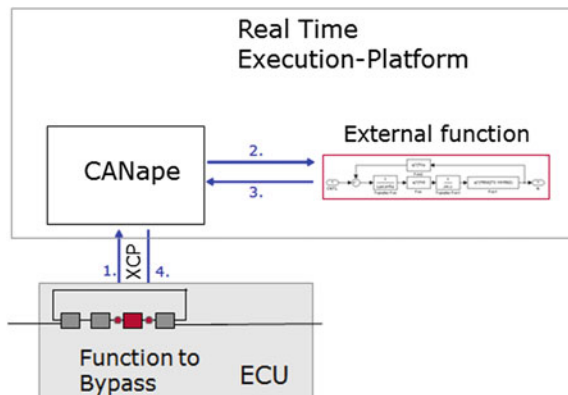 Real Time
Execution-Platform
External function
CANape
2.
3.
1.
XCP
4.
Function to
Bypass
ECU